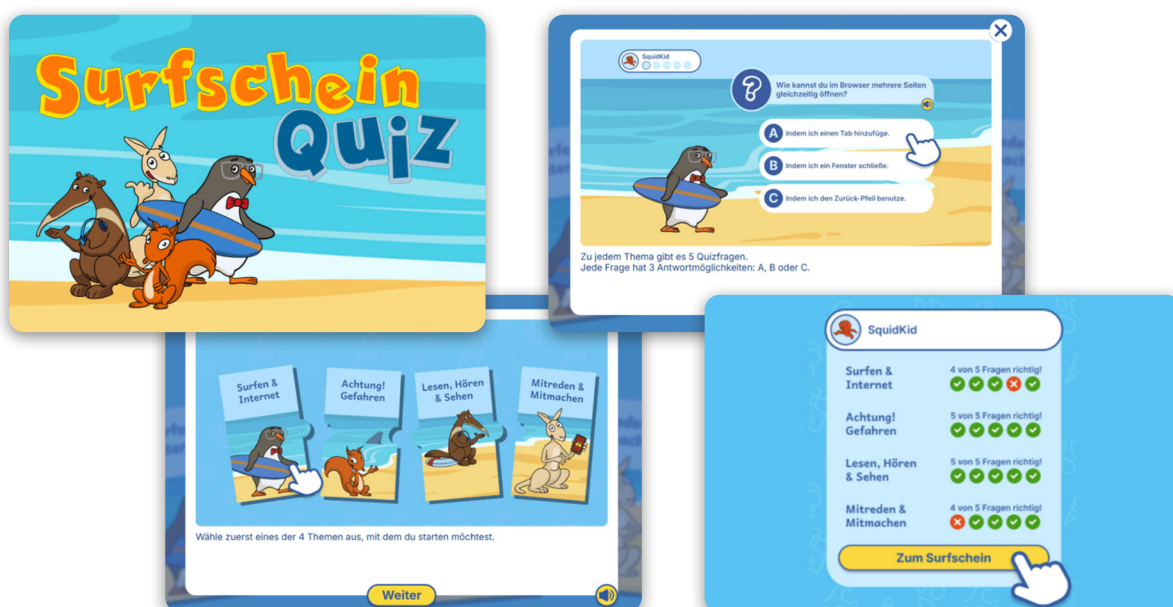 Surfschein
Quiz
SquidKid
Wie kannst du im Browser mehrere Seiten
gleichzeitig öffnen?
A Indem ich einen Tab hinzufüge.
B Indem ich ein Fenster schließe.
C Indem ich den Zurück-Pfeil benutze.
Zu jedem Thema gibt es 5 Quizfragen.
Jede Frage hat 3 Antwortmöglichkeiten: A, B oder C.
Surfen &
Internet
Achtung!
Gefahren
Lesen, Hören
& Sehen
Mitreden &
Mitmachen
Wähle zuerst eines der 4 Themen aus, mit dem du starten möchtest.
Weiter
SquidKid
Surfen &
Internet
4 von 5 Fragen richtig!
Achtung!
Gefahren
5 von 5 Fragen richtig!
Lesen, Hören
& Sehen
5 von 5 Fragen richtig!
Mitreden &
Mitmachen
4 von 5 Fragen richtig!
Zum Surfschein